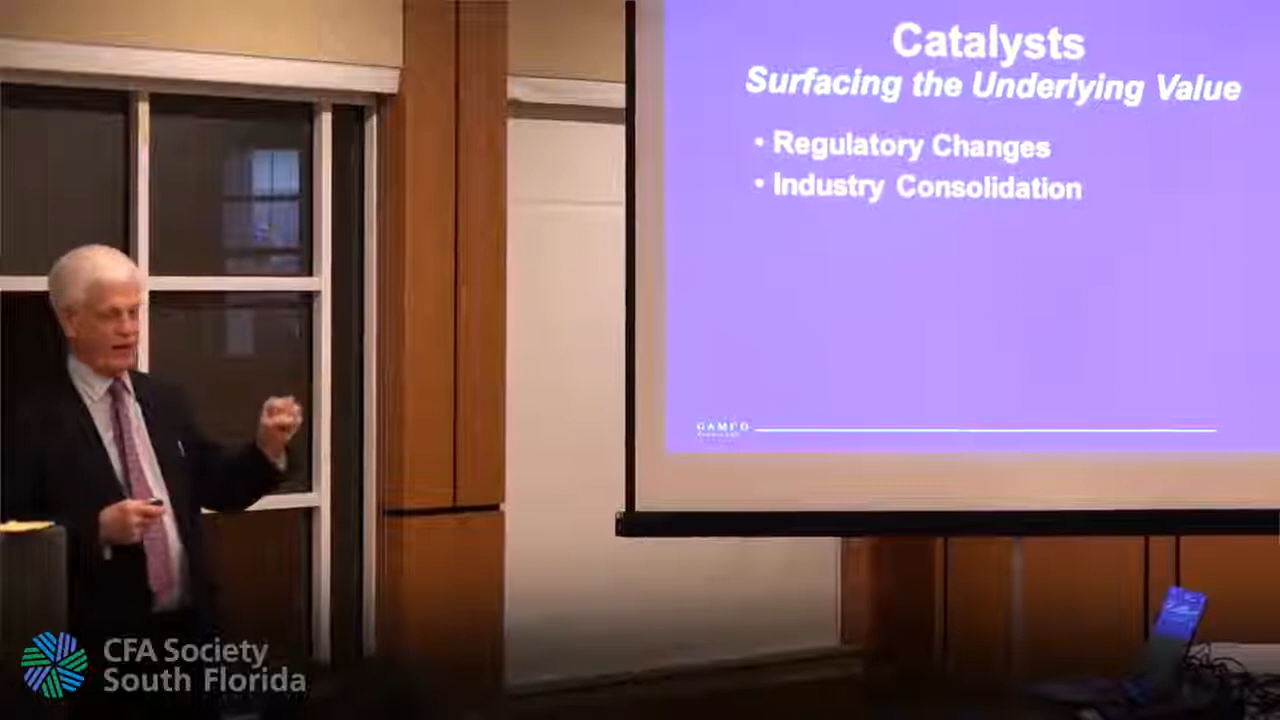 Catalysts
Surfacing the Underlying Value
• Regulatory Changes
• Industry Consolidation
GAMCO
CFA Society
South Florida